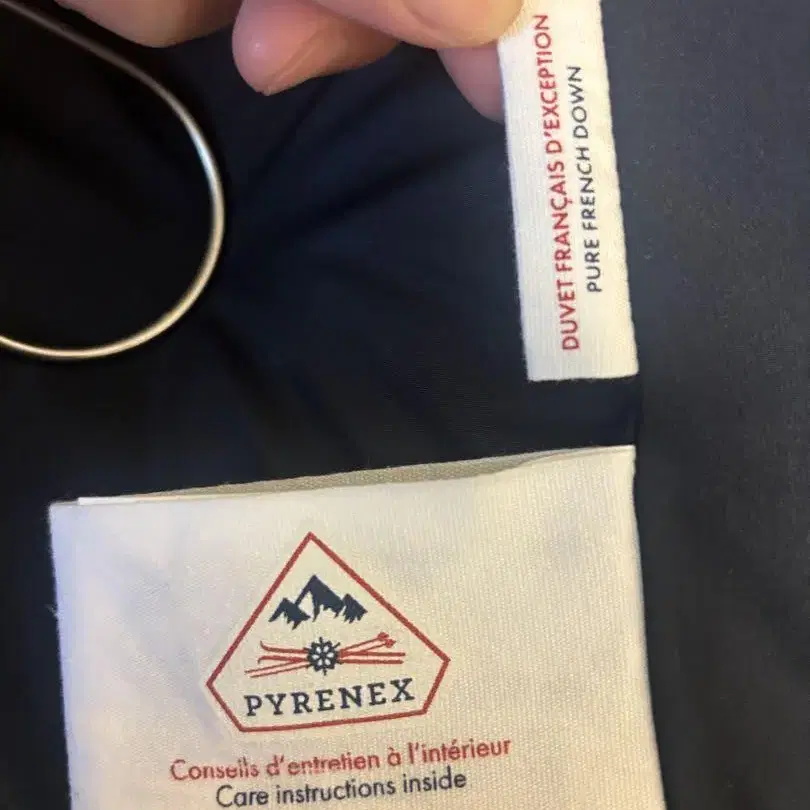 DUVET FRANÇAIS D'EXCEPTION
PURE FRENCH DOWN
PYRENEX
Conseils d'entretien à l'intérieur
Care instructions inside